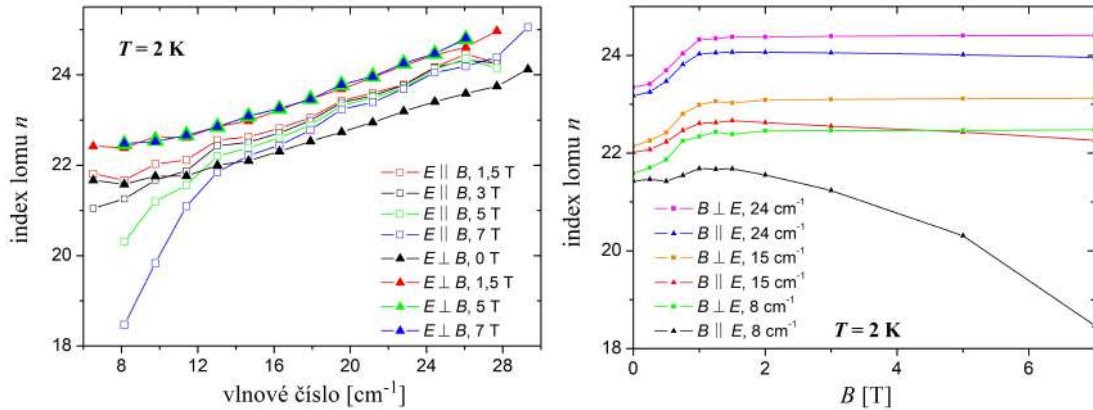 T = 2 K
26
24
22
20
18
index lomu n
8 12 16 20 24 28
vlnové číslo [cm⁻¹]
E || B, 1,5 T
E || B, 3 T
E || B, 5 T
E || B, 7 T
E ⊥ B, 0 T
E ⊥ B, 1,5 T
E ⊥ B, 5 T
E ⊥ B, 7 T
26
24
22
20
18
index lomu n
B ⊥ E, 24 cm⁻¹
B || E, 24 cm⁻¹
B ⊥ E, 15 cm⁻¹
B || E, 15 cm⁻¹
B ⊥ E, 8 cm⁻¹
B || E, 8 cm⁻¹
T = 2 K
0 2 4 6
B [T]